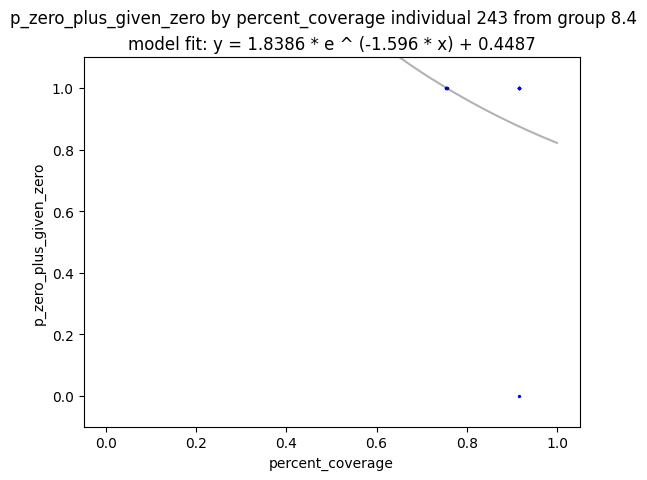 p_zero_plus_given_zero by percent_coverage individual 243 from group 8.4
model fit: y = 1.8386 * e ^ (-1.596 * x) + 0.4487
1.0
0.8
0.6
0.4
0.2
0.0
p_zero_plus_given_zero
0.0 0.2 0.4 0.6 0.8 1.0
percent_coverage